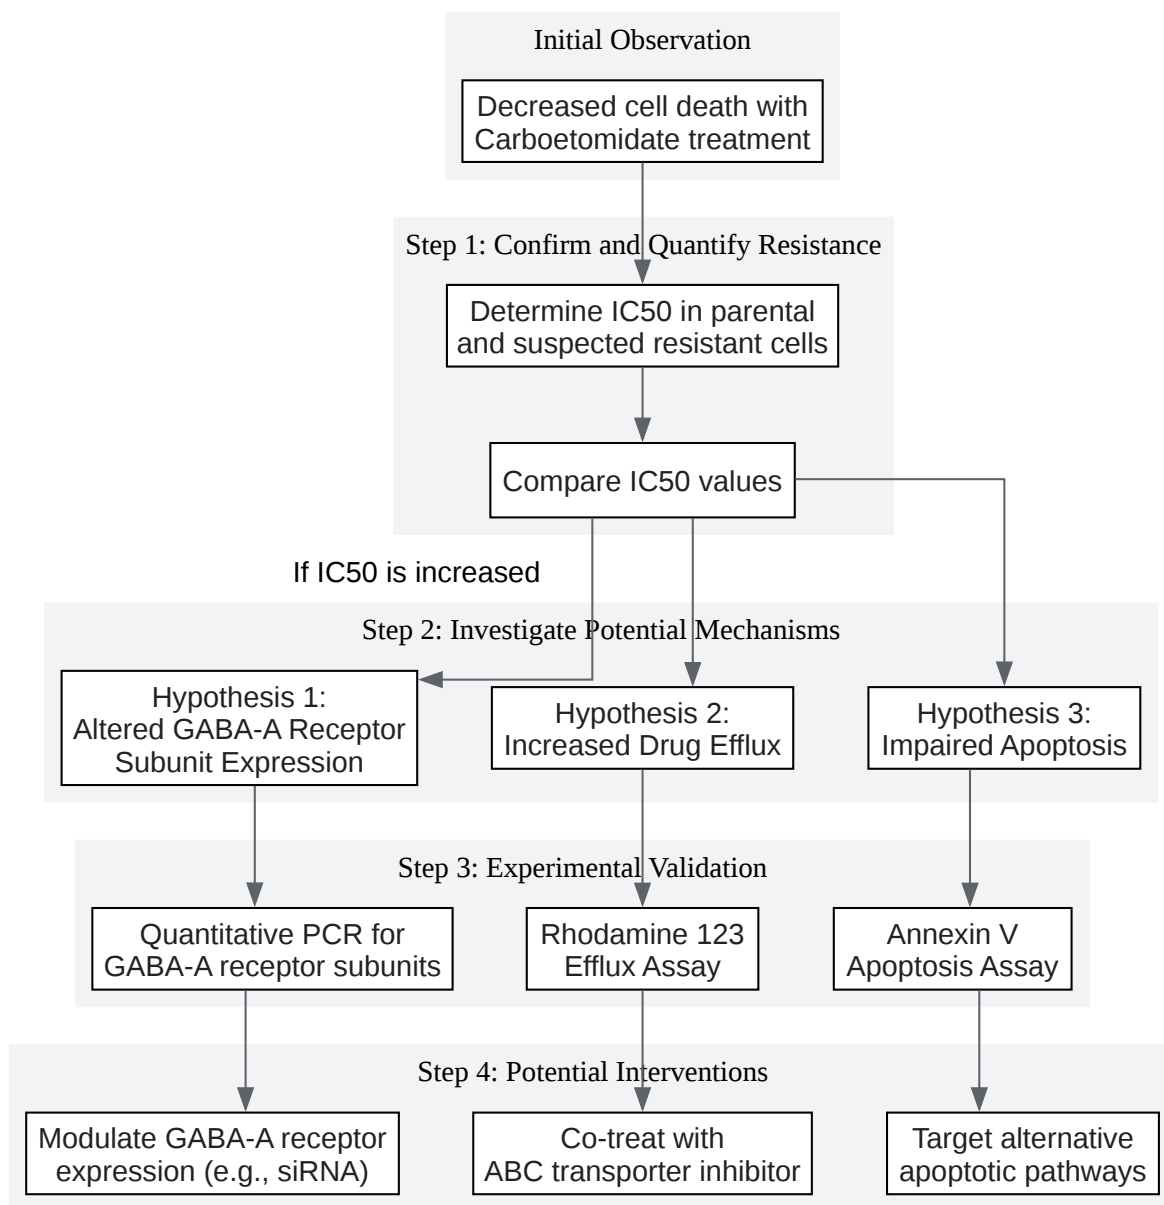 Initial Observation
Decreased cell death with
Carboetomidate treatment
Step 1: Confirm and Quantify Resistance
Determine IC50 in parental
and suspected resistant cells
Compare IC50 values
If IC50 is increased
Step 2: Investigate Potential Mechanisms
Hypothesis 1:
Altered GABA-A Receptor
Subunit Expression
Hypothesis 2:
Increased Drug Efflux
Hypothesis 3:
Impaired Apoptosis
Step 3: Experimental Validation
Quantitative PCR for
GABA-A receptor subunits
Rhodamine 123
Efflux Assay
Annexin V
Apoptosis Assay
Step 4: Potential Interventions
Modulate GABA-A receptor
expression (e.g., siRNA)
Co-treat with
ABC transporter inhibitor
Target alternative
apoptotic pathways